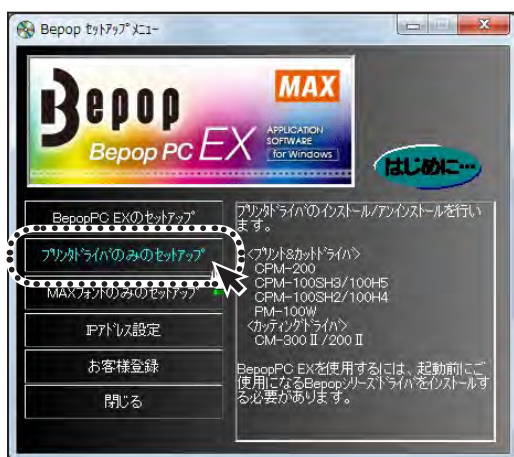 Bepop ｾｯﾄｱｯﾌﾟﾒﾆｭｰ
Bepop
MAX
Bepop PC EX
APPLICATION
SOFTWARE
for Windows
はじめに…
BepopPC EXのｾｯﾄｱｯﾌﾟ
ﾌﾟﾘﾝﾀﾄﾞﾗｲﾊﾞのみのｾｯﾄｱｯﾌﾟ
MAXﾌｫﾝﾄのみのｾｯﾄｱｯﾌﾟ
IPｱﾄﾞﾚｽ設定
お客様登録
閉じる
ﾌﾟﾘﾝﾀﾄﾞﾗｲﾊﾞのｲﾝｽﾄｰﾙ/ｱﾝｲﾝｽﾄｰﾙを行い
ます。
<ﾌﾟﾘﾝﾄ&ｶｯﾄﾄﾞﾗｲﾊﾞ>
CPM-200
CPM-100SH3/100H5
CPM-100SH2/100H4
PM-100W
<ｶｯﾃｨﾝｸﾞﾄﾞﾗｲﾊﾞ>
CM-300Ⅱ/200Ⅱ
BepopPC EXを使用するには、起動前にご
使用になるBepopｼﾘｰｽﾞﾄﾞﾗｲﾊﾞをｲﾝｽﾄｰﾙす
る必要があります。